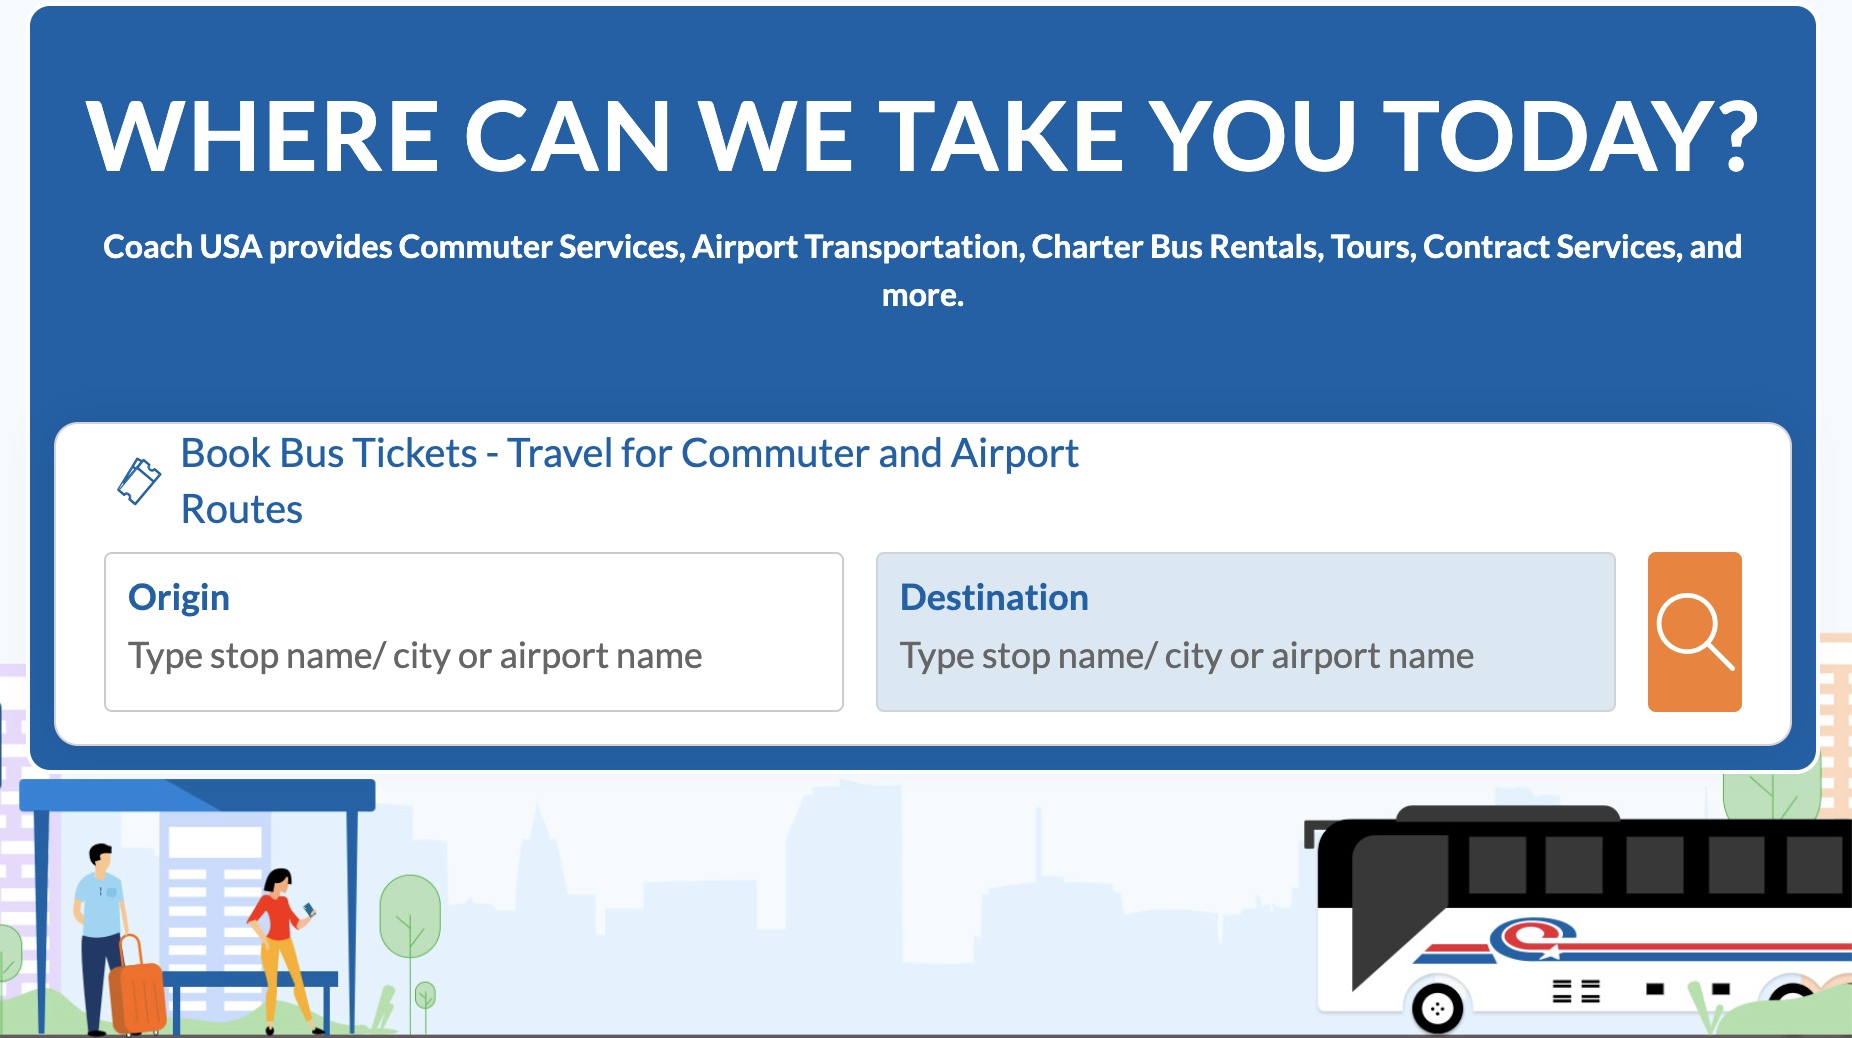 WHERE CAN WE TAKE YOU TODAY?
Coach USA provides Commuter Services, Airport Transportation, Charter Bus Rentals, Tours, Contract Services, and
more.
Book Bus Tickets - Travel for Commuter and Airport
Routes
Origin
Type stop name/ city or airport name
Destination
Type stop name/ city or airport name